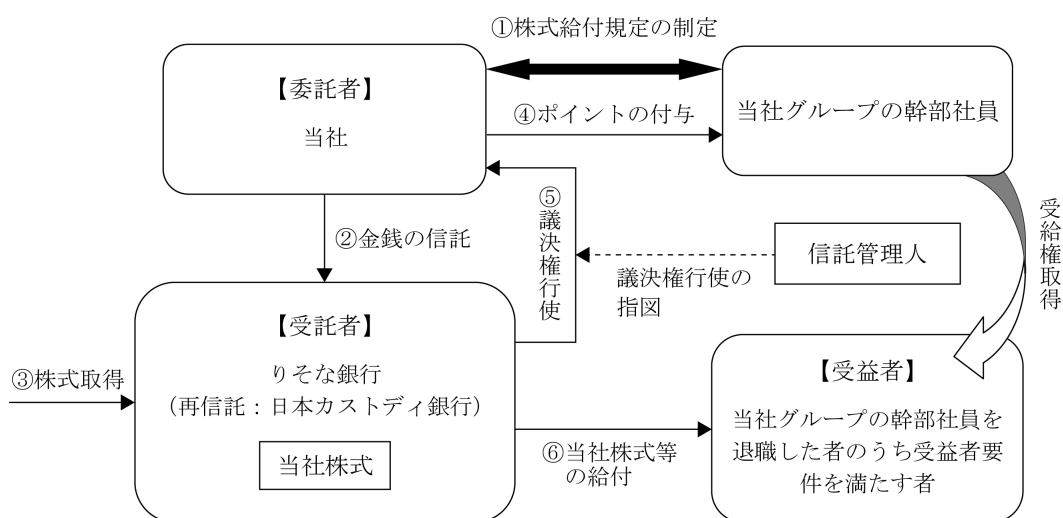 ①株式給付規定の制定
【委託者】
当社
④ポイントの付与
当社グループの幹部社員
受給権取得
②金銭の信託
⑤議決権行使
議決権行使の
指図
信託管理人
【受託者】
りそな銀行
(再信託：日本カストディ銀行)
当社株式
③株式取得
⑥当社株式等
の給付
【受益者】
当社グループの幹部社員を
退職した者のうち受益者要
件を満たす者